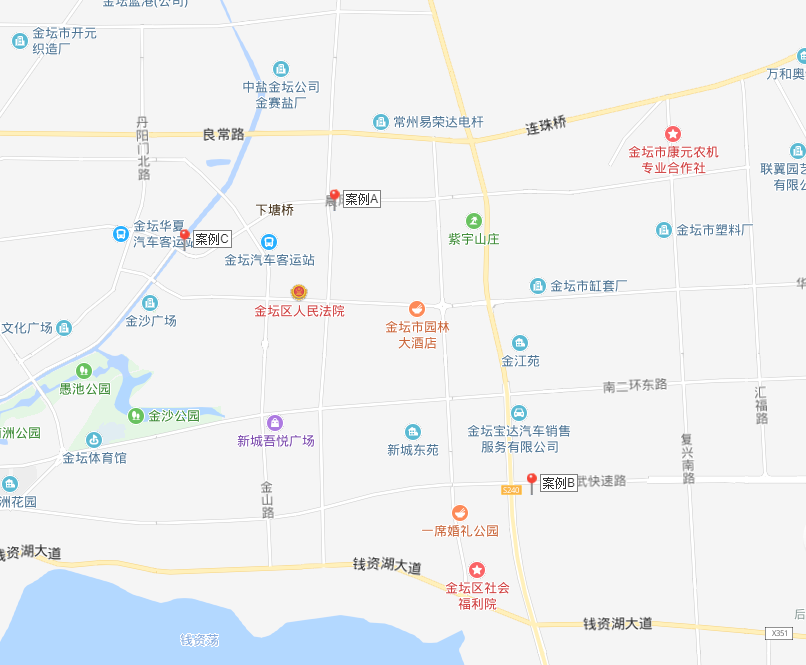 金坛蓝港(公司)
金坛市开元
织造厂
万和奥
中盐金坛公司
金赛盐厂
常州易荣达电杆
连珠桥
丹阳门北路
良常路
金坛市康元农机
专业合作社
联翼园艺
有限公
案例A
下塘桥
金坛华夏
汽车客运站
案例C
紫宇山庄
金坛市塑料厂
金坛汽车客运站
金坛市缸套厂
华
金沙广场
金坛区人民法院
文化广场
金坛市园林
大酒店
金江苑
愚池公园
南二环东路
汇福路
金沙公园
洲公园
新城吾悦广场
新城东苑
金坛宝达汽车销售
服务有限公司
金坛体育馆
复兴南路
洲花园
金山路
S240
案例B
武快速路
一席婚礼公园
钱资湖大道
钱资湖大道
金坛区社会
福利院
钱资荡
钱资湖大道
后
X351